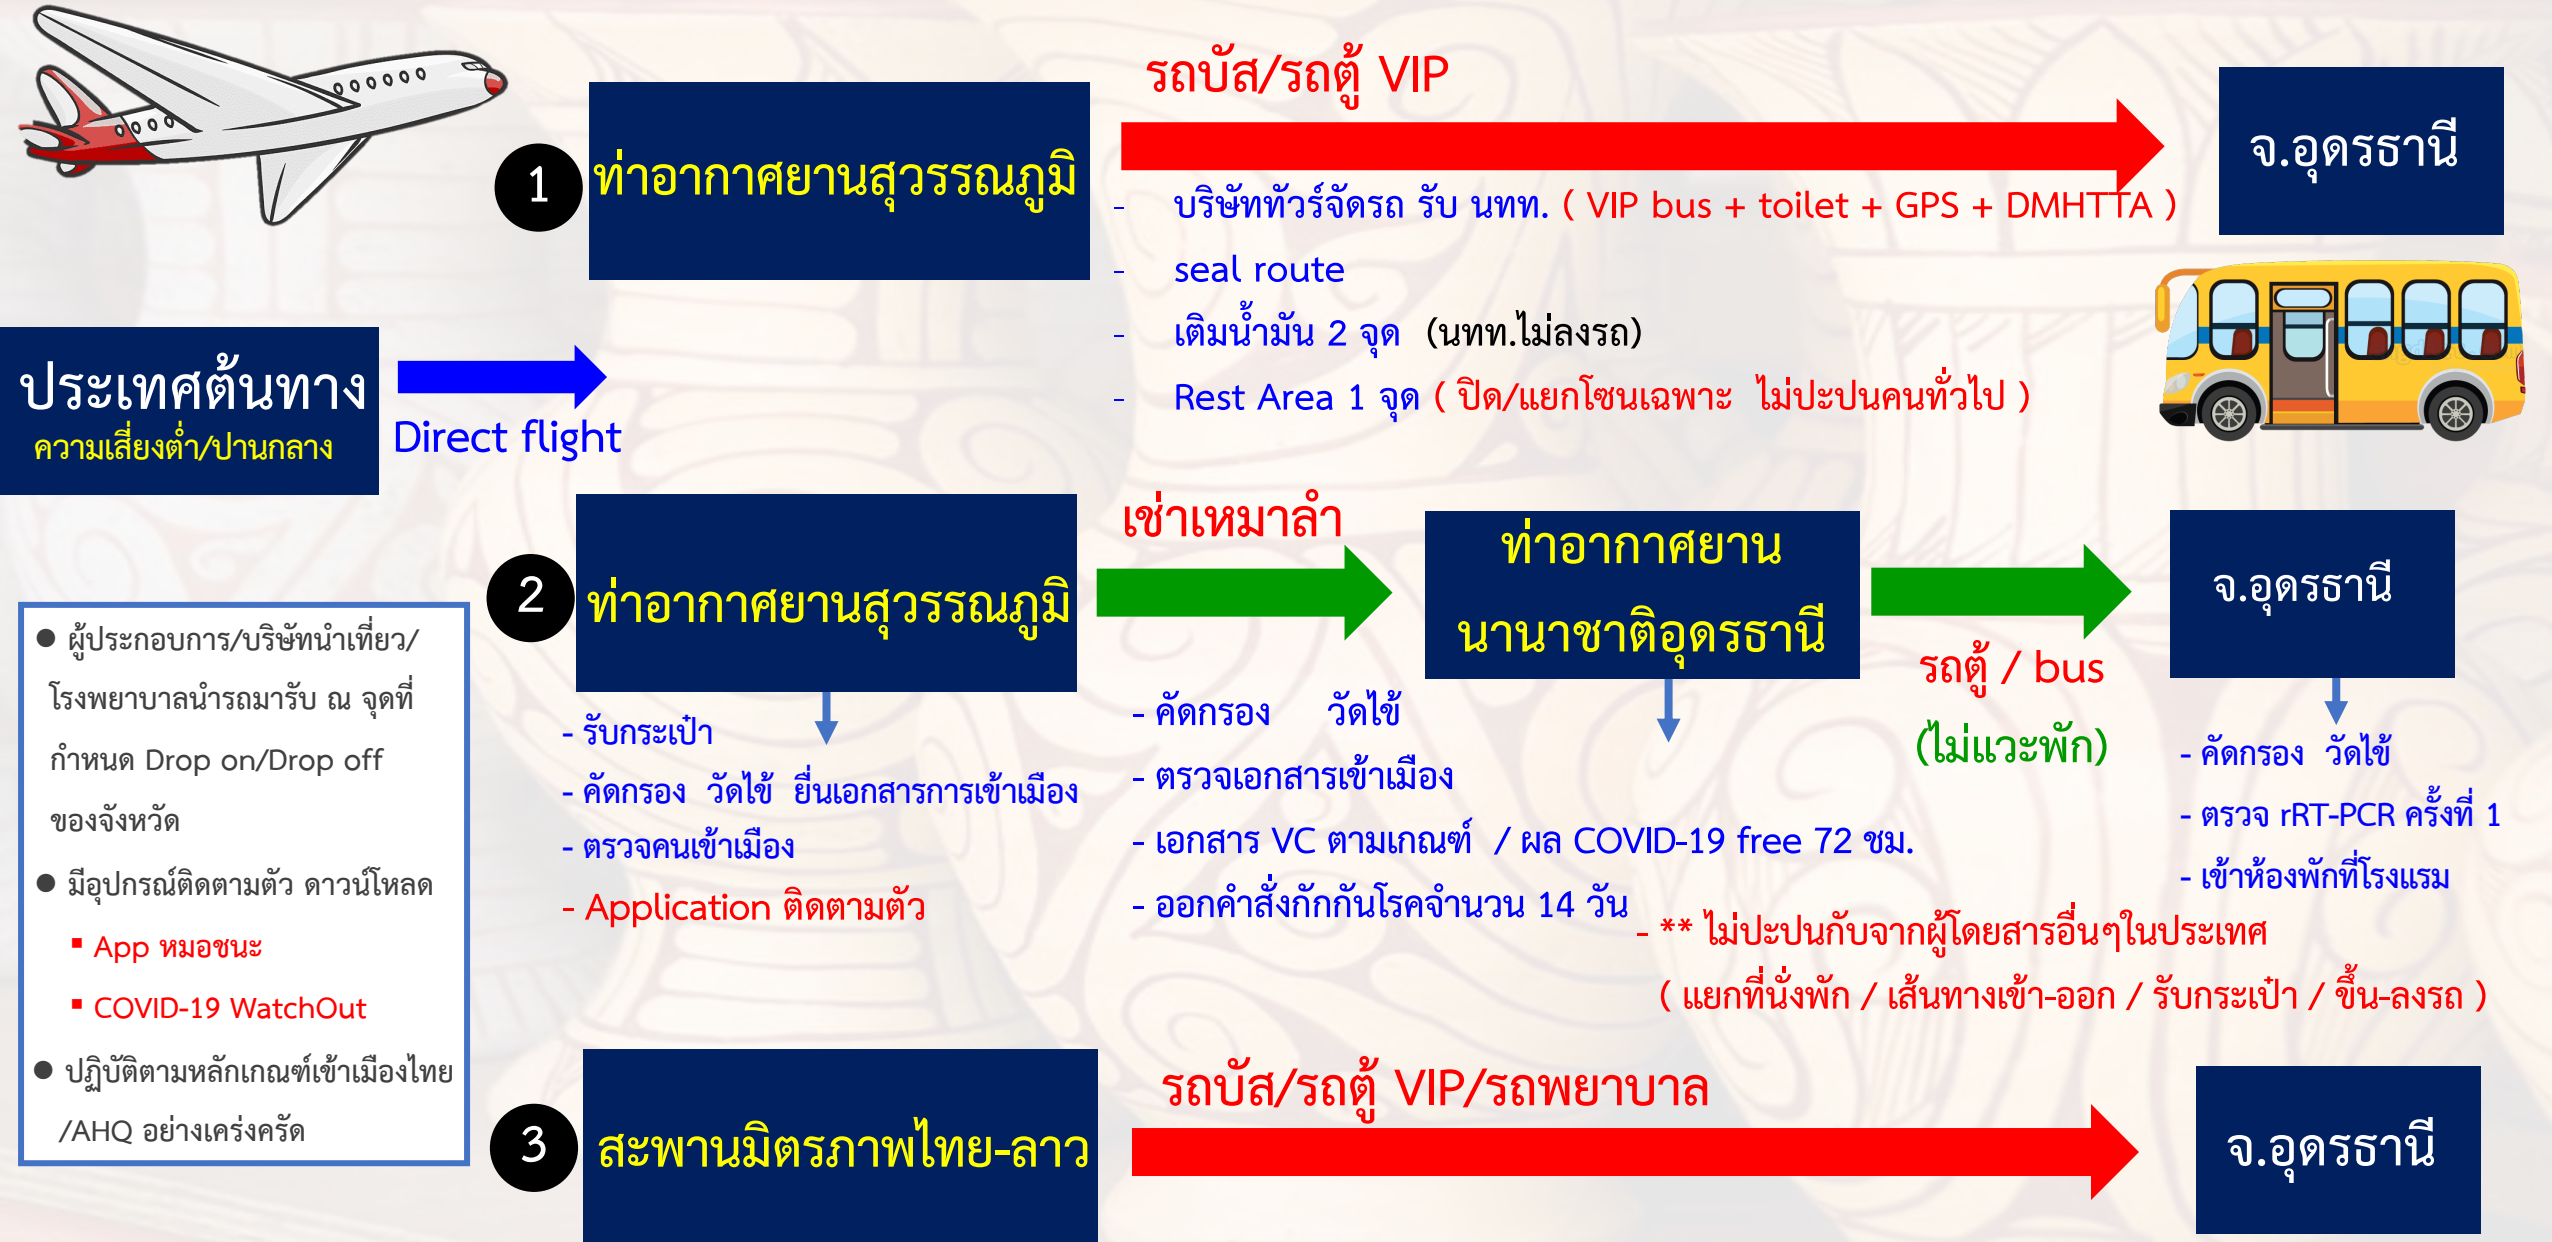 1
ท่าอากาศยานสุวรรณภูมิ
รถบัส/รถตู้ VIP
จ.อุดรธานี
- บริษัททัวร์จัดรถ รับ นทท. ( VIP bus + toilet + GPS + DMHTTA )
- seal route
- เติมน้ำมัน 2 จุด (นทท.ไม่ลงรถ)
- Rest Area 1 จุด ( ปิด/แยกโซนเฉพาะ ไม่ปะปนคนทั่วไป )
ประเทศต้นทาง
ความเสี่ยงต่ำ/ปานกลาง
Direct flight
2
ท่าอากาศยานสุวรรณภูมิ
เช่าเหมาลำ
ท่าอากาศยาน
นานาชาติอุดรธานี
รถตู้ / bus
(ไม่แวะพัก)
จ.อุดรธานี
- รับกระเป๋า
- คัดกรอง วัดไข้ ยื่นเอกสารการเข้าเมือง
- ตรวจคนเข้าเมือง
- Application ติดตามตัว
- คัดกรอง วัดไข้
- ตรวจเอกสารเข้าเมือง
- เอกสาร VC ตามเกณฑ์ / ผล COVID-19 free 72 ชม.
- ออกคำสั่งกักกันโรคจำนวน 14 วัน
- ** ไม่ปะปนกับจากผู้โดยสารอื่นๆในประเทศ
( แยกที่นั่งพัก / เส้นทางเข้า-ออก / รับกระเป๋า / ขึ้น-ลงรถ )
- คัดกรอง วัดไข้
- ตรวจ rRT-PCR ครั้งที่ 1
- เข้าห้องพักที่โรงแรม
● ผู้ประกอบการ/บริษัทนำเที่ยว/
โรงพยาบาลนำรถมารับ ณ จุดที่
กำหนด Drop on/Drop off
ของจังหวัด
● มีอุปกรณ์ติดตามตัว ดาวน์โหลด
▪ App หมอชนะ
▪ COVID-19 WatchOut
● ปฏิบัติตามหลักเกณฑ์เข้าเมืองไทย
/AHQ อย่างเคร่งครัด
3
สะพานมิตรภาพไทย-ลาว
รถบัส/รถตู้ VIP/รถพยาบาล
จ.อุดรธานี